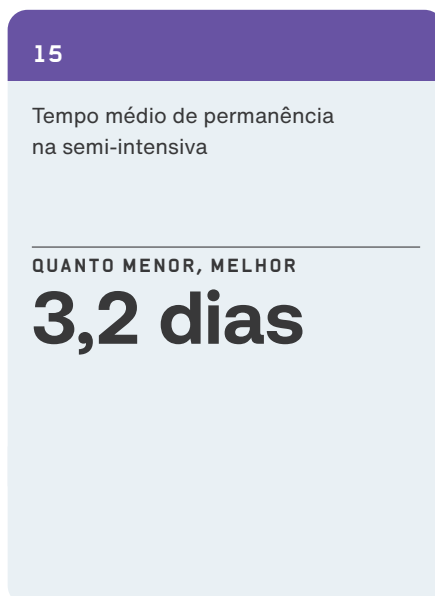 15
Tempo médio de permanência
na semi-intensiva
QUANTO MENOR, MELHOR
3,2 dias